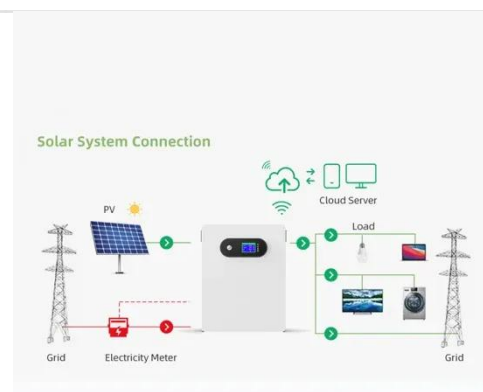 Solar System Connection
Cloud Server
PV
Load
Grid
Electricity Meter
Grid